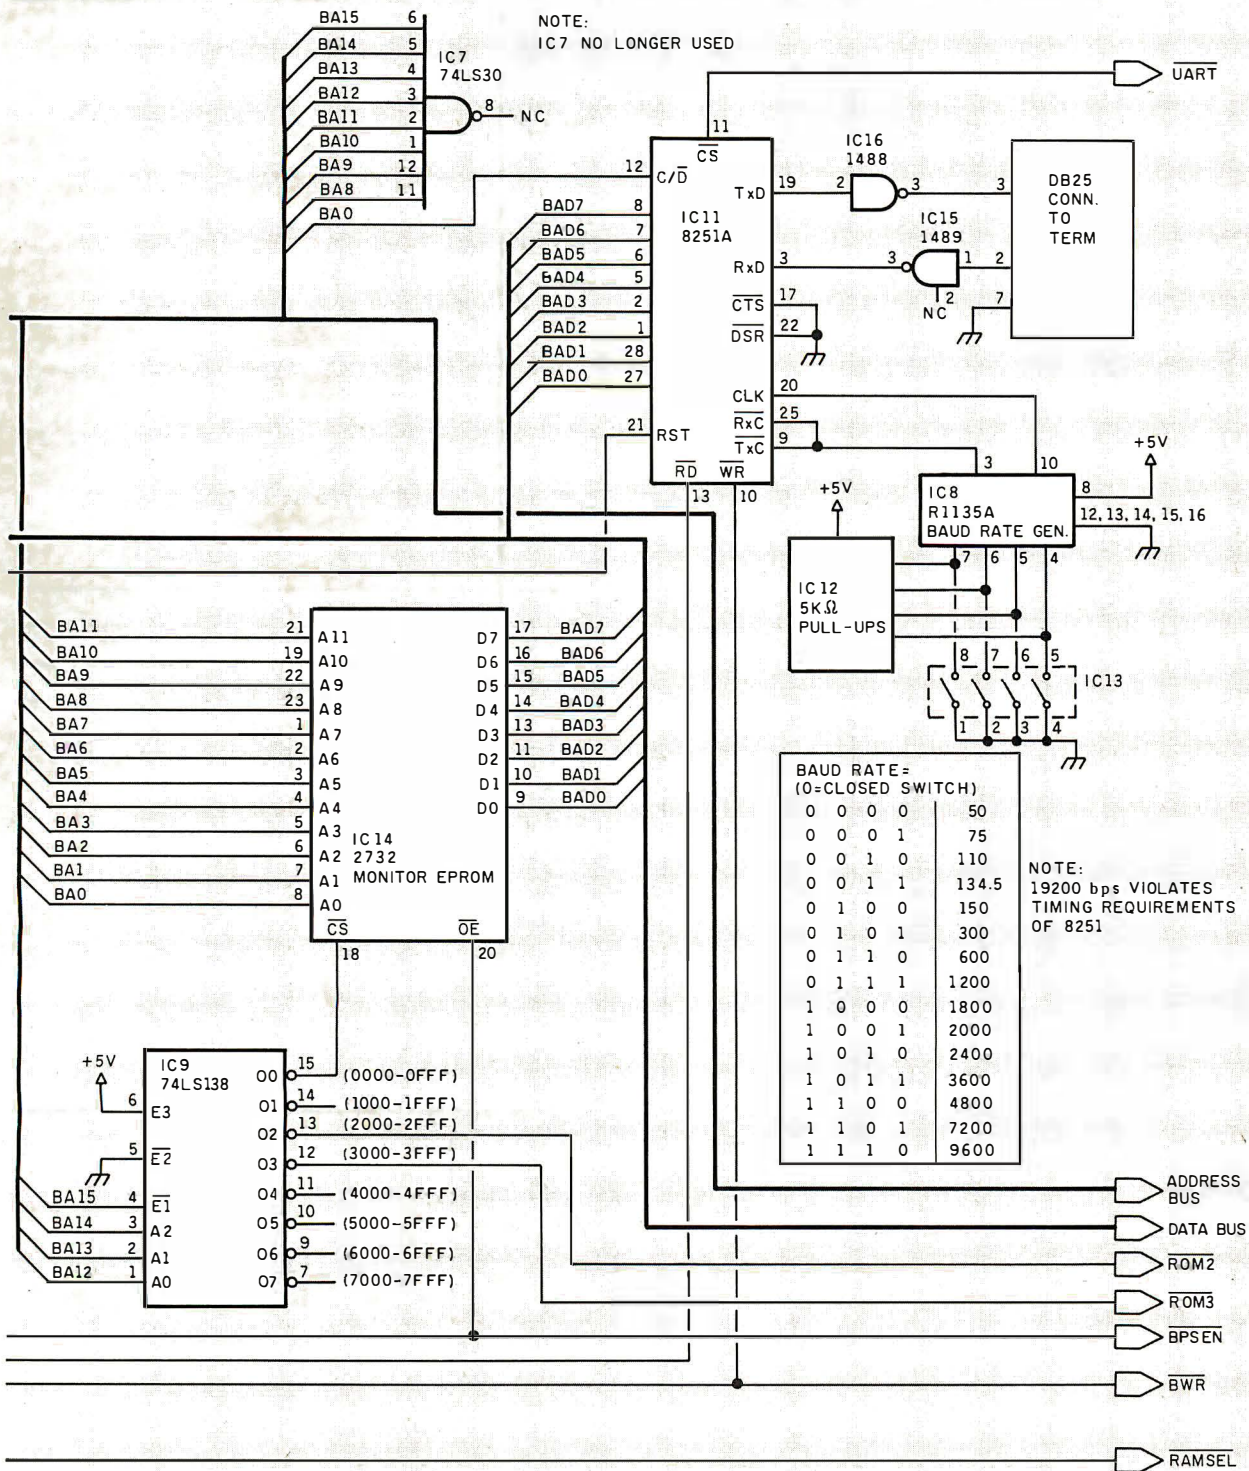 NOTE:
IC7 NO LONGER USED
BA15 6
BA14 5
BA13 4
BA12 3
BA11 2
BA10 1
BA9 12
BA8 11
BA0
IC7
74LS30
8
NC
UART
11
CS
12 C/D
IC11
8251A
BAD7 8
BAD6 7
BAD5 6
BAD4 5
BAD3 2
BAD2 1
BAD1 28
BAD0 27
21 RST
RD
WR
13
10
TxD 19
RxD 3
CTS 17
DSR 22
CLK 20
RxC 25
TxC 9
IC16
1488
2
3
3
IC15
1489
3
1
2
2
NC
7
DB25
CONN.
TO
TERM
3
10
+5V
IC8
R1135A
BAUD RATE GEN.
8
12, 13, 14, 15, 16
7 6 5 4
+5V
IC12
5KΩ
PULL-UPS
8 7 6 5
IC13
1 2 3 4
BA11 21 A11
BA10 19 A10
BA9 22 A9
BA8 23 A8
BA7 1 A7
BA6 2 A6
BA5 3 A5
BA4 4 A4
BA3 5 A3
BA2 6 A2
BA1 7 A1
BA0 8 A0
IC14
2732
MONITOR EPROM
D7 17 BAD7
D6 16 BAD6
D5 15 BAD5
D4 14 BAD4
D3 13 BAD3
D2 11 BAD2
D1 10 BAD1
D0 9 BAD0
CS
OE
18
20
BAUD RATE=
(0=CLOSED SWITCH)
0 0 0 0 50
0 0 0 1 75
0 0 1 0 110
0 0 1 1 134.5
0 1 0 0 150
0 1 0 1 300
0 1 1 0 600
0 1 1 1 1200
1 0 0 0 1800
1 0 0 1 2000
1 0 1 0 2400
1 0 1 1 3600
1 1 0 0 4800
1 1 0 1 7200
1 1 1 0 9600
NOTE:
19200 bps VIOLATES
TIMING REQUIREMENTS
OF 8251
+5V
IC9
74LS138
6 E3
5 E2
BA15 4 E1
BA14 3 A2
BA13 2 A1
BA12 1 A0
O0 15 (0000-0FFF)
O1 14 (1000-1FFF)
O2 13 (2000-2FFF)
O3 12 (3000-3FFF)
O4 11 (4000-4FFF)
O5 10 (5000-5FFF)
O6 9 (6000-6FFF)
O7 7 (7000-7FFF)
ADDRESS
BUS
DATA BUS
ROM2
ROM3
BPSEN
BWR
RAMSEL